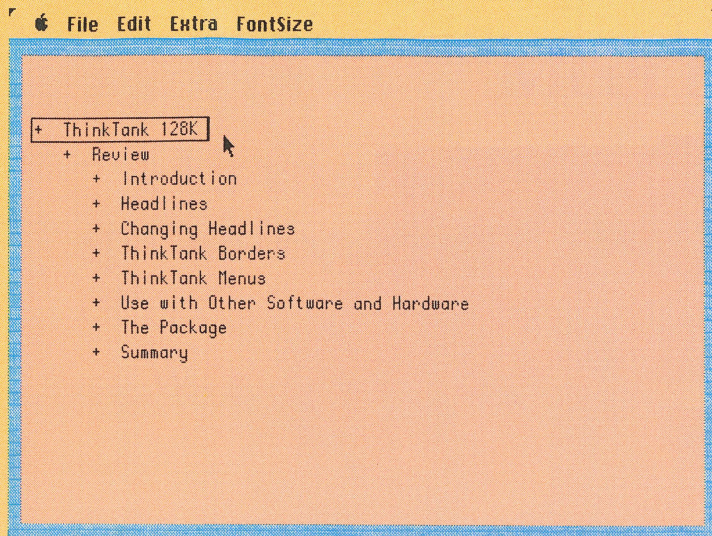 File Edit Extra FontSize
+ ThinkTank 128K
+ Review
+ Introduction
+ Headlines
+ Changing Headlines
+ ThinkTank Borders
+ ThinkTank Menus
+ Use with Other Software and Hardware
+ The Package
+ Summary